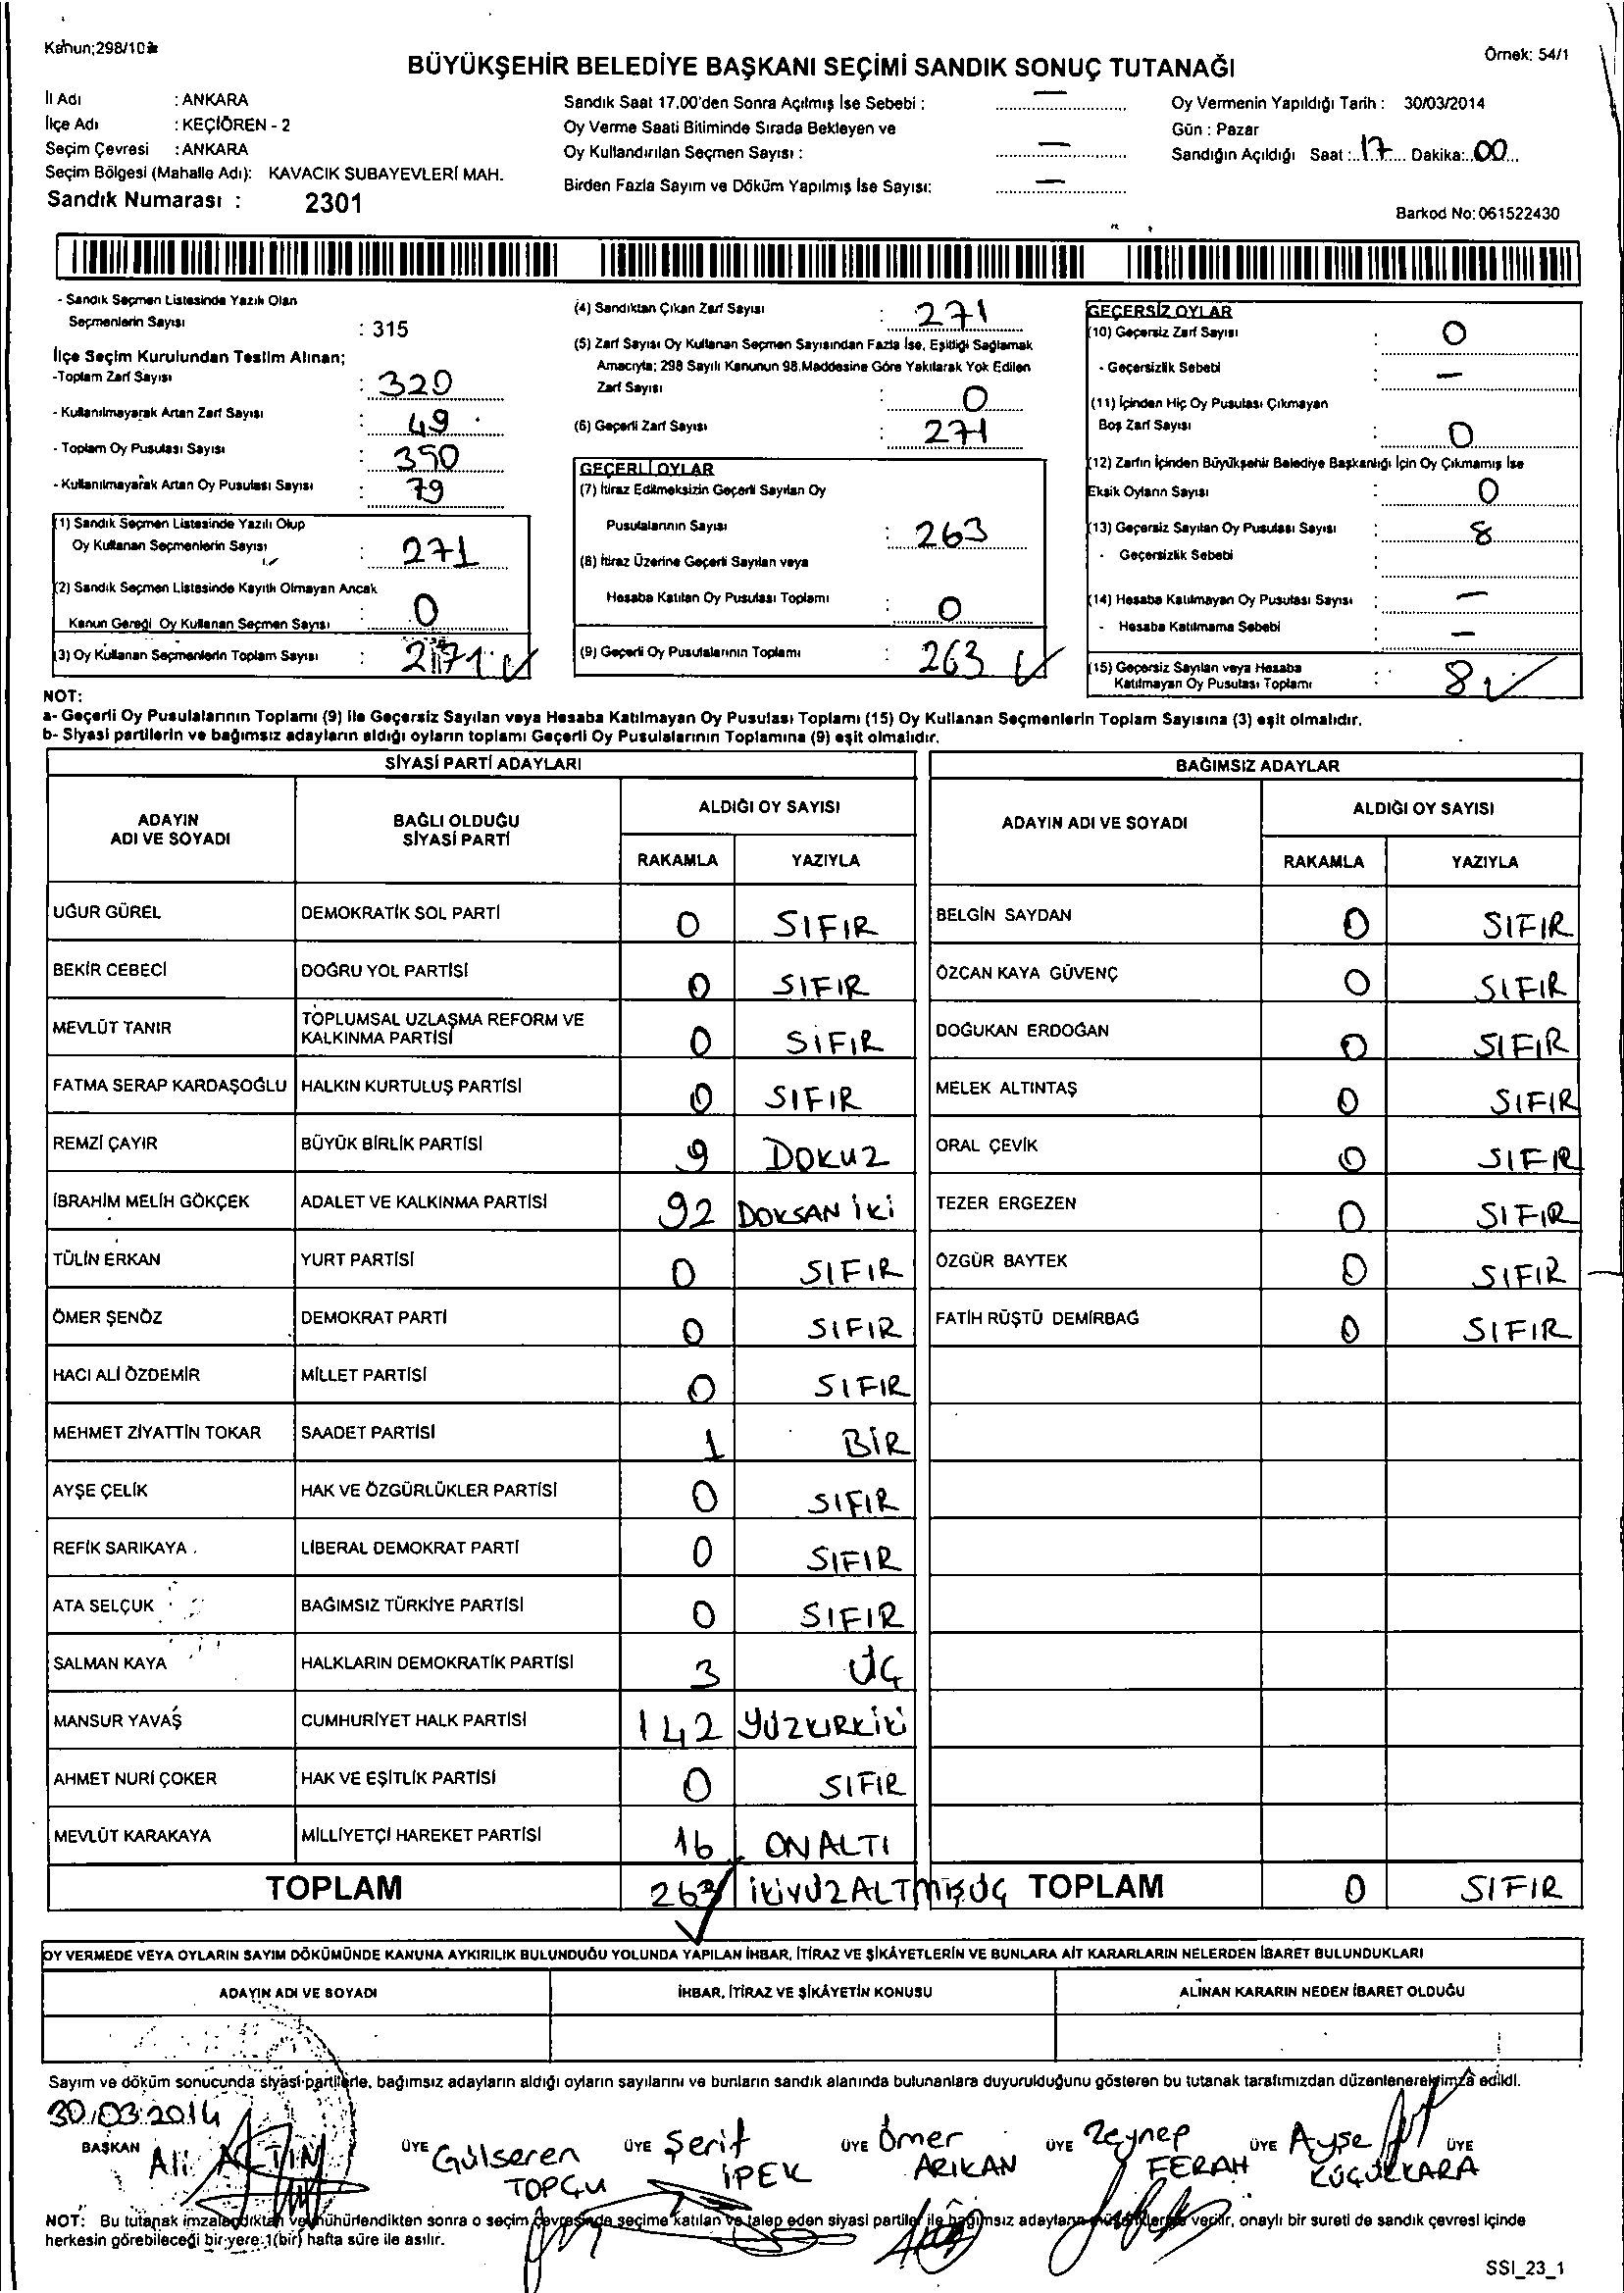 Kanun;298/10
BÜYÜKŞEHİR BELEDİYE BAŞKANI SEÇİMİ SANDIK SONUÇ TUTANAĞI
Örnek: 54/1
İl Adı : ANKARA
İlçe Adı : KEÇİÖREN - 2
Seçim Çevresi : ANKARA
Seçim Bölgesi (Mahalle Adı): KAVACIK SUBAYEVLERİ MAH.
Sandık Numarası : 2301
Sandık Saat 17.00'den Sonra Açılmış İse Sebebi : —
Oy Verme Saati Bitiminde Sırada Bekleyen ve
Oy Kullandırılan Seçmen Sayısı : —
Birden Fazla Sayım ve Döküm Yapılmış İse Sayısı: —
Oy Vermenin Yapıldığı Tarih : 30/03/2014
Gün : Pazar
Sandığın Açıldığı Saat : 17 Dakika: 00
Barkod No: 061522430
- Sandık Seçmen Listesinde Yazılı Olan
Seçmenlerin Sayısı : 315
İlçe Seçim Kurulundan Teslim Alınan;
-Toplam Zarf Sayısı : 320
- Kullanılmayarak Artan Zarf Sayısı : 49
- Toplam Oy Pusulası Sayısı : 350
- Kullanılmayarak Artan Oy Pusulası Sayısı : 79
(1) Sandık Seçmen Listesinde Yazılı Olup
Oy Kullanan Seçmenlerin Sayısı : 271
(2) Sandık Seçmen Listesinde Kayıtlı Olmayan Ancak
Kanun Gereği Oy Kullanan Seçmen Sayısı : 0
(3) Oy Kullanan Seçmenlerin Toplam Sayısı : 271
(4) Sandıktan Çıkan Zarf Sayısı : 271
(5) Zarf Sayısı Oy Kullanan Seçmen Sayısından Fazla İse, Eşitliği Sağlamak
Amacıyla; 298 Sayılı Kanunun 98.Maddesine Göre Yakılarak Yok Edilen
Zarf Sayısı : 0
(6) Geçerli Zarf Sayısı : 271
GEÇERLİ OYLAR
(7) İtiraz Edilmeksizin Geçerli Sayılan Oy
Pusulalarının Sayısı : 263
(8) İtiraz Üzerine Geçerli Sayılan veya
Hesaba Katılan Oy Pusulası Toplamı : 0
(9) Geçerli Oy Pusulalarının Toplamı : 263
GEÇERSİZ OYLAR
(10) Geçersiz Zarf Sayısı : 0
- Geçersizlik Sebebi : —
(11) İçinden Hiç Oy Pusulası Çıkmayan
Boş Zarf Sayısı : 0
(12) Zarfın İçinden Büyükşehir Belediye Başkanlığı İçin Oy Çıkmamış İse
Eksik Oyların Sayısı : 0
(13) Geçersiz Sayılan Oy Pusulası Sayısı : 8
- Geçersizlik Sebebi :
(14) Hesaba Katılmayan Oy Pusulası Sayısı : —
- Hesaba Katılmama Sebebi : —
(15) Geçersiz Sayılan veya Hesaba
Katılmayan Oy Pusulası Toplamı : 8
NOT:
a- Geçerli Oy Pusulalarının Toplamı (9) ile Geçersiz Sayılan veya Hesaba Katılmayan Oy Pusulası Toplamı (15) Oy Kullanan Seçmenlerin Toplam Sayısına (3) eşit olmalıdır.
b- Siyasi partilerin ve bağımsız adayların aldığı oyların toplamı Geçerli Oy Pusulalarının Toplamına (9) eşit olmalıdır.
SİYASİ PARTİ ADAYLARI
ADAYIN ADI VE SOYADI BAĞLI OLDUĞU SİYASİ PARTİ ALDIĞI OY SAYISI
RAKAMLA YAZIYLA
UĞUR GÜREL DEMOKRATİK SOL PARTİ 0 SIFIR
BEKİR CEBECİ DOĞRU YOL PARTİSİ 0 SIFIR
MEVLÜT TANIR TOPLUMSAL UZLAŞMA REFORM VE KALKINMA PARTİSİ 0 SİFIR
FATMA SERAP KARDAŞOĞLU HALKIN KURTULUŞ PARTİSİ 0 SIFIR
REMZİ ÇAYIR BÜYÜK BİRLİK PARTİSİ 9 DOKUZ
İBRAHİM MELİH GÖKÇEK ADALET VE KALKINMA PARTİSİ 92 DOKSAN İKİ
TÜLİN ERKAN YURT PARTİSİ 0 SIFIR
ÖMER ŞENÖZ DEMOKRAT PARTİ 0 SIFIR
HACI ALİ ÖZDEMİR MİLLET PARTİSİ 0 SIFIR
MEHMET ZİYATTİN TOKAR SAADET PARTİSİ 1 BİR
AYŞE ÇELİK HAK VE ÖZGÜRLÜKLER PARTİSİ 0 SIFIR
REFİK SARIKAYA LİBERAL DEMOKRAT PARTİ 0 SIFIR
ATA SELÇUK BAĞIMSIZ TÜRKİYE PARTİSİ 0 SIFIR
SALMAN KAYA HALKLARIN DEMOKRATİK PARTİSİ 3 ÜÇ
MANSUR YAVAŞ CUMHURİYET HALK PARTİSİ 142 YÜZKIRKİKİ
AHMET NURİ ÇOKER HAK VE EŞİTLİK PARTİSİ 0 SIFIR
MEVLÜT KARAKAYA MİLLİYETÇİ HAREKET PARTİSİ 16 ONALTI
TOPLAM 263 İKİYÜZALTMIŞÜÇ
BAĞIMSIZ ADAYLAR
ADAYIN ADI VE SOYADI ALDIĞI OY SAYISI
RAKAMLA YAZIYLA
BELGİN SAYDAN 0 SIFIR
ÖZCAN KAYA GÜVENÇ 0 SIFIR
DOĞUKAN ERDOĞAN 0 SIFIR
MELEK ALTINTAŞ 0 SIFIR
ORAL ÇEVİK 0 SIFIR
TEZER ERGEZEN 0 SIFIR
ÖZGÜR BAYTEK 0 SIFIR
FATİH RÜŞTÜ DEMİRBAĞ 0 SIFIR
TOPLAM 0 SIFIR
OY VERMEDE VEYA OYLARIN SAYIM DÖKÜMÜNDE KANUNA AYKIRILIK BULUNDUĞU YOLUNDA YAPILAN İHBAR, İTİRAZ VE ŞİKÂYETLERİN VE BUNLARA AİT KARARLARIN NELERDEN İBARET BULUNDUKLARI
ADAYIN ADI VE SOYADI İHBAR, İTİRAZ VE ŞİKÂYETİN KONUSU ALINAN KARARIN NEDEN İBARET OLDUĞU
Sayım ve döküm sonucunda siyasi partilerle, bağımsız adayların aldığı oyların sayılarını ve bunların sandık alanında bulunanlara duyurulduğunu gösteren bu tutanak tarafımızdan düzenlenerek imza edildi.
30.03.2014
BAŞKAN Ali ALTIN ÜYE Gülseren TOPÇU ÜYE Şerif İPEK ÜYE Ömer ARIKAN ÜYE Zeynep FERAH ÜYE Ayşe KÜÇÜKKARA ÜYE
NOT: Bu tutanak imzalandıktan ve mühürlendikten sonra o seçim çevresinde seçime katılan ve talep eden siyasi partiler ile bağımsız adayların müşahitlerine verilir, onaylı bir sureti de sandık çevresi içinde
herkesin görebileceği bir yere 1(bir) hafta süre ile asılır.
SSI_23_1